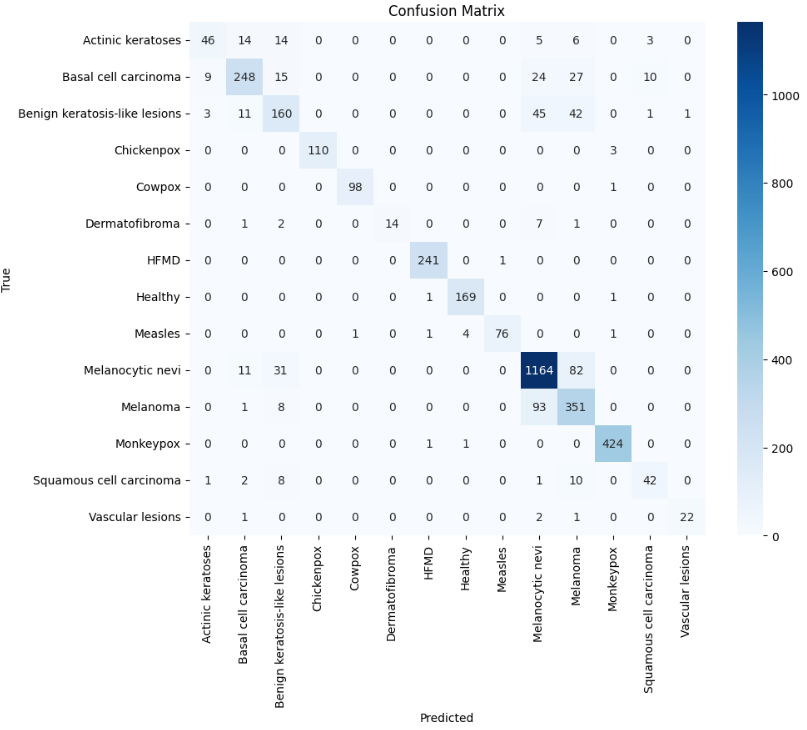 Confusion Matrix
Actinic keratoses 46 14 14 0 0 0 0 0 0 5 6 0 3 0
Basal cell carcinoma 9 248 15 0 0 0 0 0 0 24 27 0 10 0
Benign keratosis-like lesions 3 11 160 0 0 0 0 0 0 45 42 0 1 1
Chickenpox 0 0 0 110 0 0 0 0 0 0 0 3 0 0
Cowpox 0 0 0 0 98 0 0 0 0 0 0 1 0 0
Dermatofibroma 0 1 2 0 0 14 0 0 0 7 1 0 0 0
HFMD 0 0 0 0 0 0 241 0 1 0 0 0 0 0
Healthy 0 0 0 0 0 0 1 169 0 0 0 1 0 0
Measles 0 0 0 0 1 0 1 4 76 0 0 1 0 0
Melanocytic nevi 0 11 31 0 0 0 0 0 0 1164 82 0 0 0
Melanoma 0 1 8 0 0 0 0 0 0 93 351 0 0 0
Monkeypox 0 0 0 0 0 0 1 1 0 0 0 424 0 0
Squamous cell carcinoma 1 2 8 0 0 0 0 0 0 1 10 0 42 0
Vascular lesions 0 1 0 0 0 0 0 0 0 2 1 0 0 22
True
Actinic keratoses
Basal cell carcinoma
Benign keratosis-like lesions
Chickenpox
Cowpox
Dermatofibroma
HFMD
Healthy
Measles
Melanocytic nevi
Melanoma
Monkeypox
Squamous cell carcinoma
Vascular lesions
Predicted
1000
800
600
400
200
0